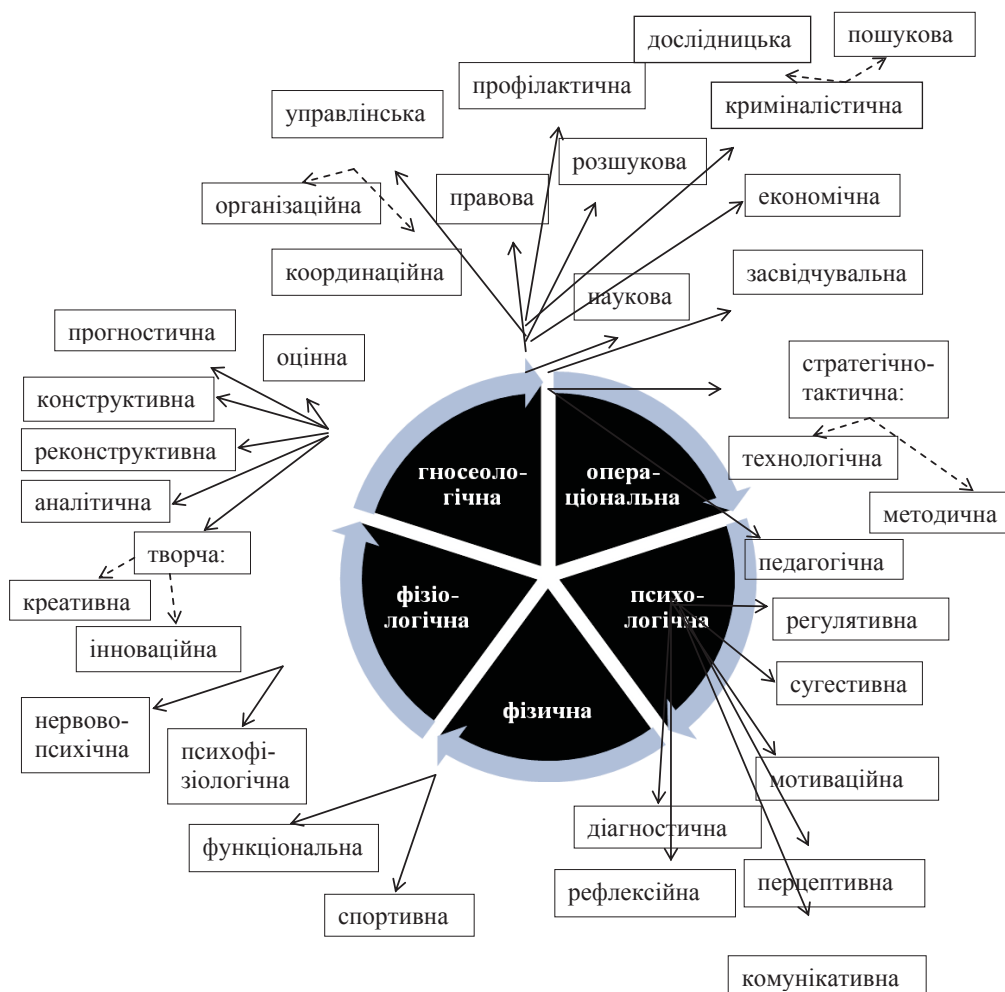 дослідницька
пошукова
профілактична
криміналістична
управлінська
розшукова
правова
економічна
організаційна
координаційна
засвідчувальна
наукова
прогностична
оцінна
стратегічно-
тактична:
конструктивна
реконструктивна
технологічна
аналітична
методична
гносеоло-
гічна
опера-
ціональна
творча:
педагогічна
креативна
фізіо-
логічна
психо-
логічна
регулятивна
інноваційна
сугестивна
нервово-
психічна
психофі-
зіологічна
фізична
мотиваційна
функціональна
діагностична
рефлексійна
перцептивна
спортивна
комунікативна